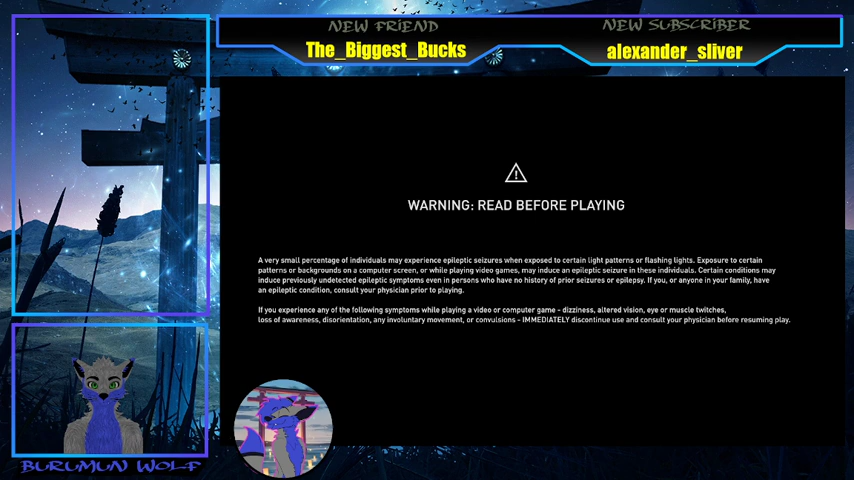 NEW FRIEND
The_Biggest_Bucks
NEW SUBSCRIBER
alexander_sliver
WARNING: READ BEFORE PLAYING
A very small percentage of individuals may experience epileptic seizures when exposed to certain light patterns or flashing lights. Exposure to certain
patterns or backgrounds on a computer screen, or while playing video games, may induce an epileptic seizure in these individuals. Certain conditions may
induce previously undetected epileptic symptoms even in persons who have no history of prior seizures or epilepsy. If you, or anyone in your family, have
an epileptic condition, consult your physician prior to playing.
If you experience any of the following symptoms while playing a video or computer game - dizziness, altered vision, eye or muscle twitches,
loss of awareness, disorientation, any involuntary movement, or convulsions - IMMEDIATELY discontinue use and consult your physician before resuming play.
BURUMUN WOLF